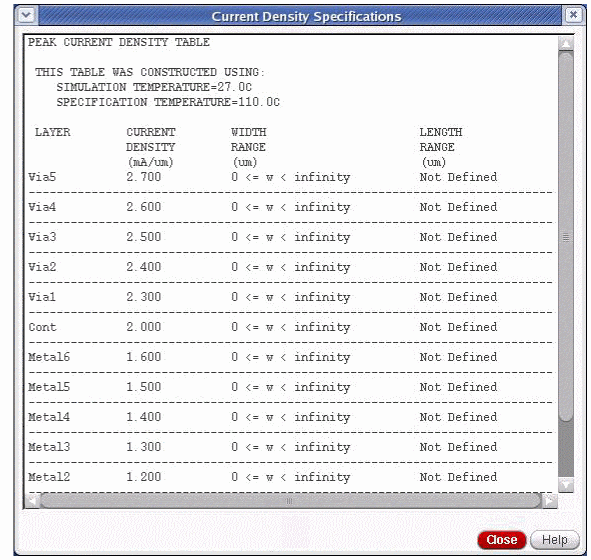 Current Density Specifications
PEAK CURRENT DENSITY TABLE
THIS TABLE WAS CONSTRUCTED USING:
SIMULATION TEMPERATURE=27.0C
SPECIFICATION TEMPERATURE=110.0C
LAYER CURRENT WIDTH LENGTH
DENSITY RANGE RANGE
(mA/um) (um) (um)
Via5 2.700 0 <= w < infinity Not Defined
Via4 2.600 0 <= w < infinity Not Defined
Via3 2.500 0 <= w < infinity Not Defined
Via2 2.400 0 <= w < infinity Not Defined
Via1 2.300 0 <= w < infinity Not Defined
Cont 2.000 0 <= w < infinity Not Defined
Metal6 1.600 0 <= w < infinity Not Defined
Metal5 1.500 0 <= w < infinity Not Defined
Metal4 1.400 0 <= w < infinity Not Defined
Metal3 1.300 0 <= w < infinity Not Defined
Metal2 1.200 0 <= w < infinity Not Defined
Close Help